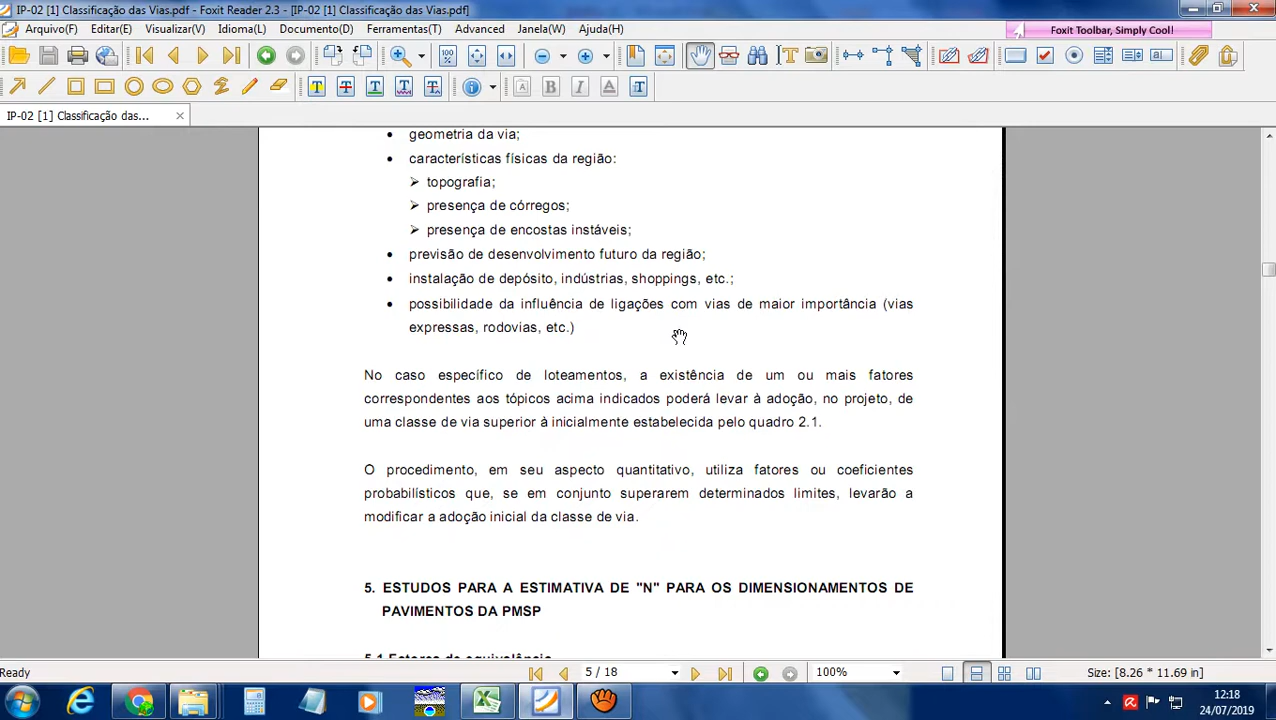 IP-02 [1] Classificação das Vias.pdf - Foxit Reader 2.3 - [IP-02 [1] Classificação das Vias.pdf]
Arquivo(F) Editar(E) Visualizar(V) Idioma(L) Documento(D) Ferramentas(T) Advanced Janela(W) Ajuda(H)
Foxit Toolbar, Simply Cool!
IP-02 [1] Classificação das...
• geometria da via;
• características físicas da região:
➢ topografia;
➢ presença de córregos;
➢ presença de encostas instáveis;
• previsão de desenvolvimento futuro da região;
• instalação de depósito, indústrias, shoppings, etc.;
• possibilidade da influência de ligações com vias de maior importância (vias
expressas, rodovias, etc.)
No caso específico de loteamentos, a existência de um ou mais fatores
correspondentes aos tópicos acima indicados poderá levar à adoção, no projeto, de
uma classe de via superior à inicialmente estabelecida pelo quadro 2.1.
O procedimento, em seu aspecto quantitativo, utiliza fatores ou coeficientes
probabilísticos que, se em conjunto superarem determinados limites, levarão a
modificar a adoção inicial da classe de via.
5. ESTUDOS PARA A ESTIMATIVA DE "N" PARA OS DIMENSIONAMENTOS DE
PAVIMENTOS DA PMSP
5.1 Fatores de equivalência
Ready
5 / 18
100%
Size: [8.26 * 11.69 in]
12:18
24/07/2019